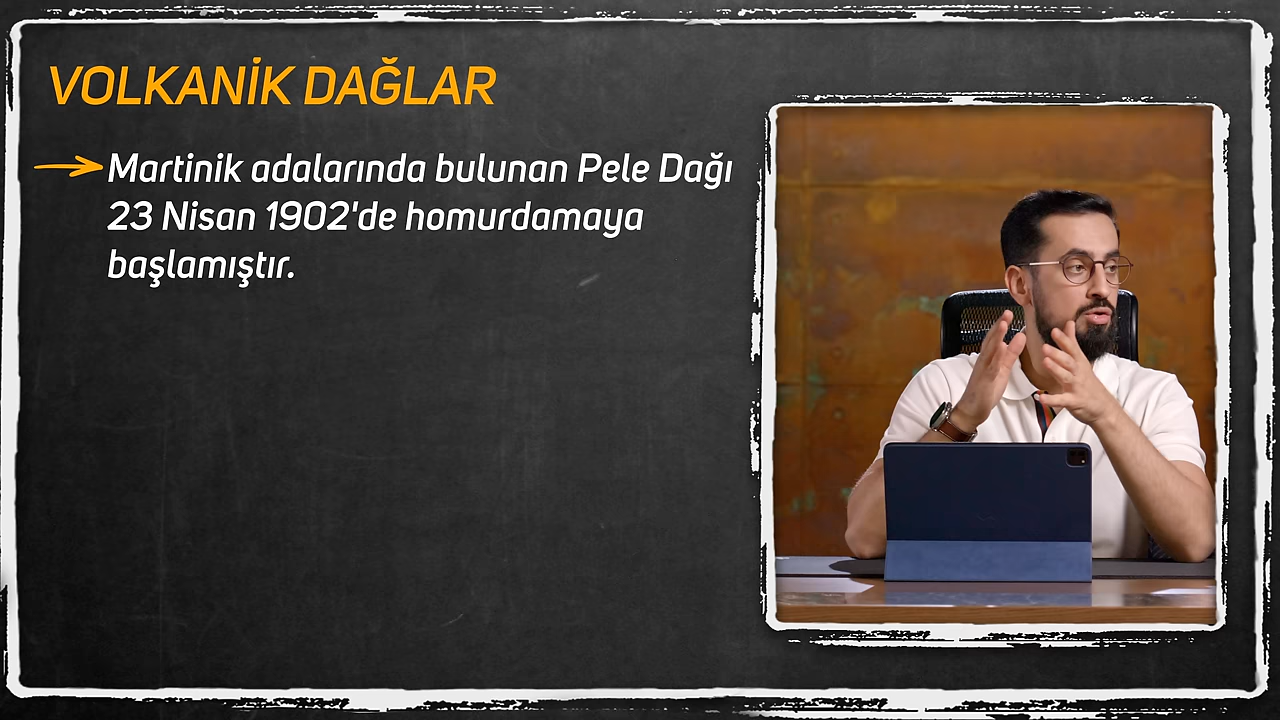 VOLKANİK DAĞLAR
Martinik adalarında bulunan Pele Dağı
23 Nisan 1902'de homurdamaya
başlamıştır.